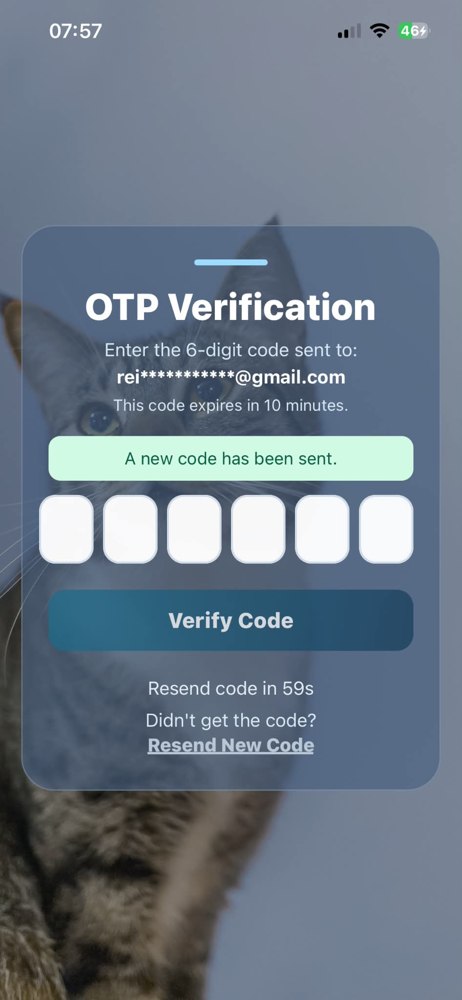 07:57
46
OTP Verification
Enter the 6-digit code sent to:
rei***********@gmail.com
This code expires in 10 minutes.
A new code has been sent.
Verify Code
Resend code in 59s
Didn't get the code?
Resend New Code